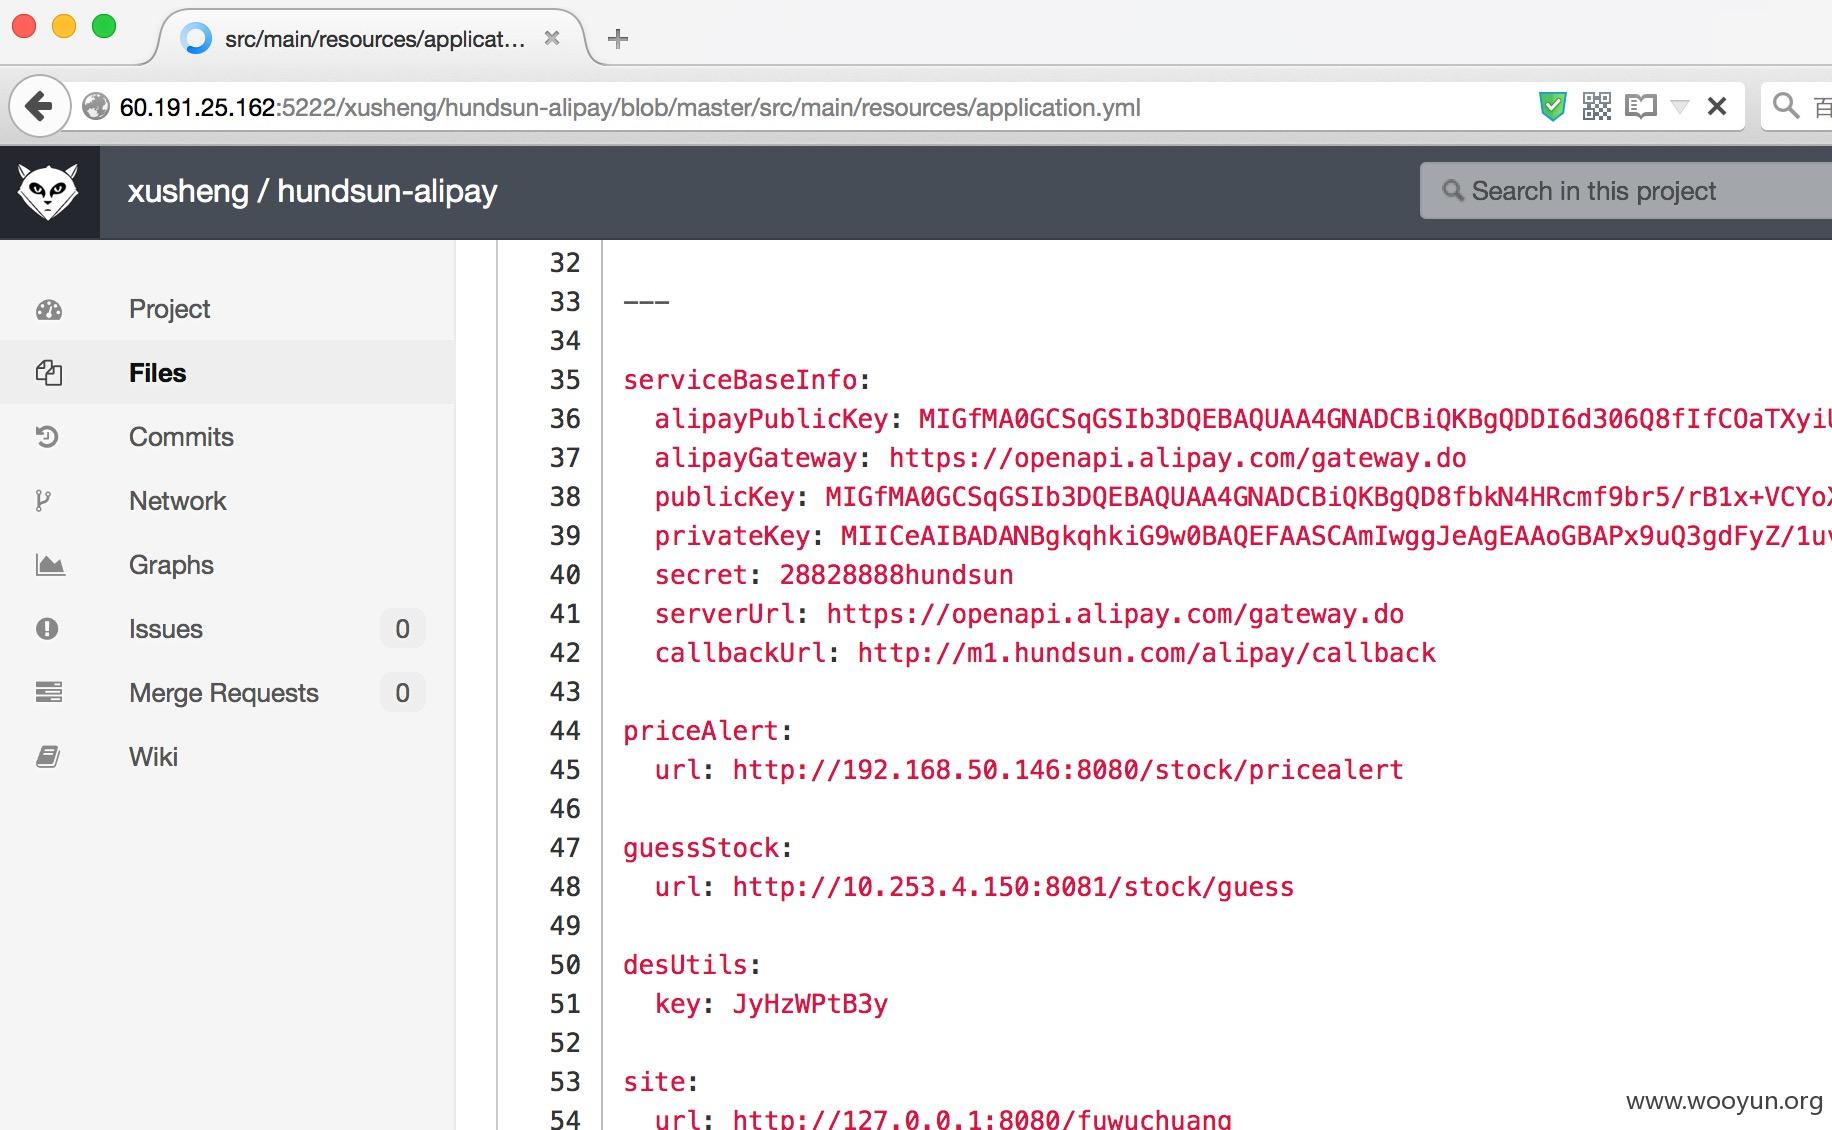 src/main/resources/applicat...
60.191.25.162:5222/xusheng/hundsun-alipay/blob/master/src/main/resources/application.yml
百
xusheng / hundsun-alipay
Search in this project
Project
Files
Commits
Network
Graphs
Issues 0
Merge Requests 0
Wiki
32
33 ---
34
35 serviceBaseInfo:
36 alipayPublicKey: MIGfMA0GCSqGSIb3DQEBAQUAA4GNADCBiQKBgQDDI6d306Q8fIfCOaTXyiU
37 alipayGateway: https://openapi.alipay.com/gateway.do
38 publicKey: MIGfMA0GCSqGSIb3DQEBAQUAA4GNADCBiQKBgQD8fbkN4HRcmf9br5/rB1x+VCYoX
39 privateKey: MIICeAIBADANBgkqhkiG9w0BAQEFAASCAmIwggJeAgEAAoGBAPx9uQ3gdFyZ/1uv
40 secret: 28828888hundsun
41 serverUrl: https://openapi.alipay.com/gateway.do
42 callbackUrl: http://m1.hundsun.com/alipay/callback
43
44 priceAlert:
45 url: http://192.168.50.146:8080/stock/pricealert
46
47 guessStock:
48 url: http://10.253.4.150:8081/stock/guess
49
50 desUtils:
51 key: JyHzWPtB3y
52
53 site:
54 url: http://127.0.0.1:8080/fuwuchuang
www.wooyun.org